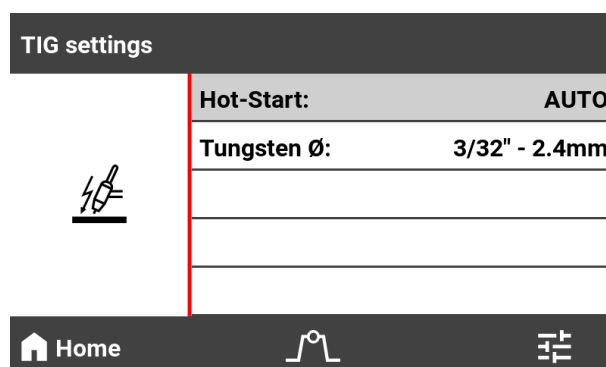 TIG settings
Hot-Start: AUTO
Tungsten Ø: 3/32" - 2.4mm
Home